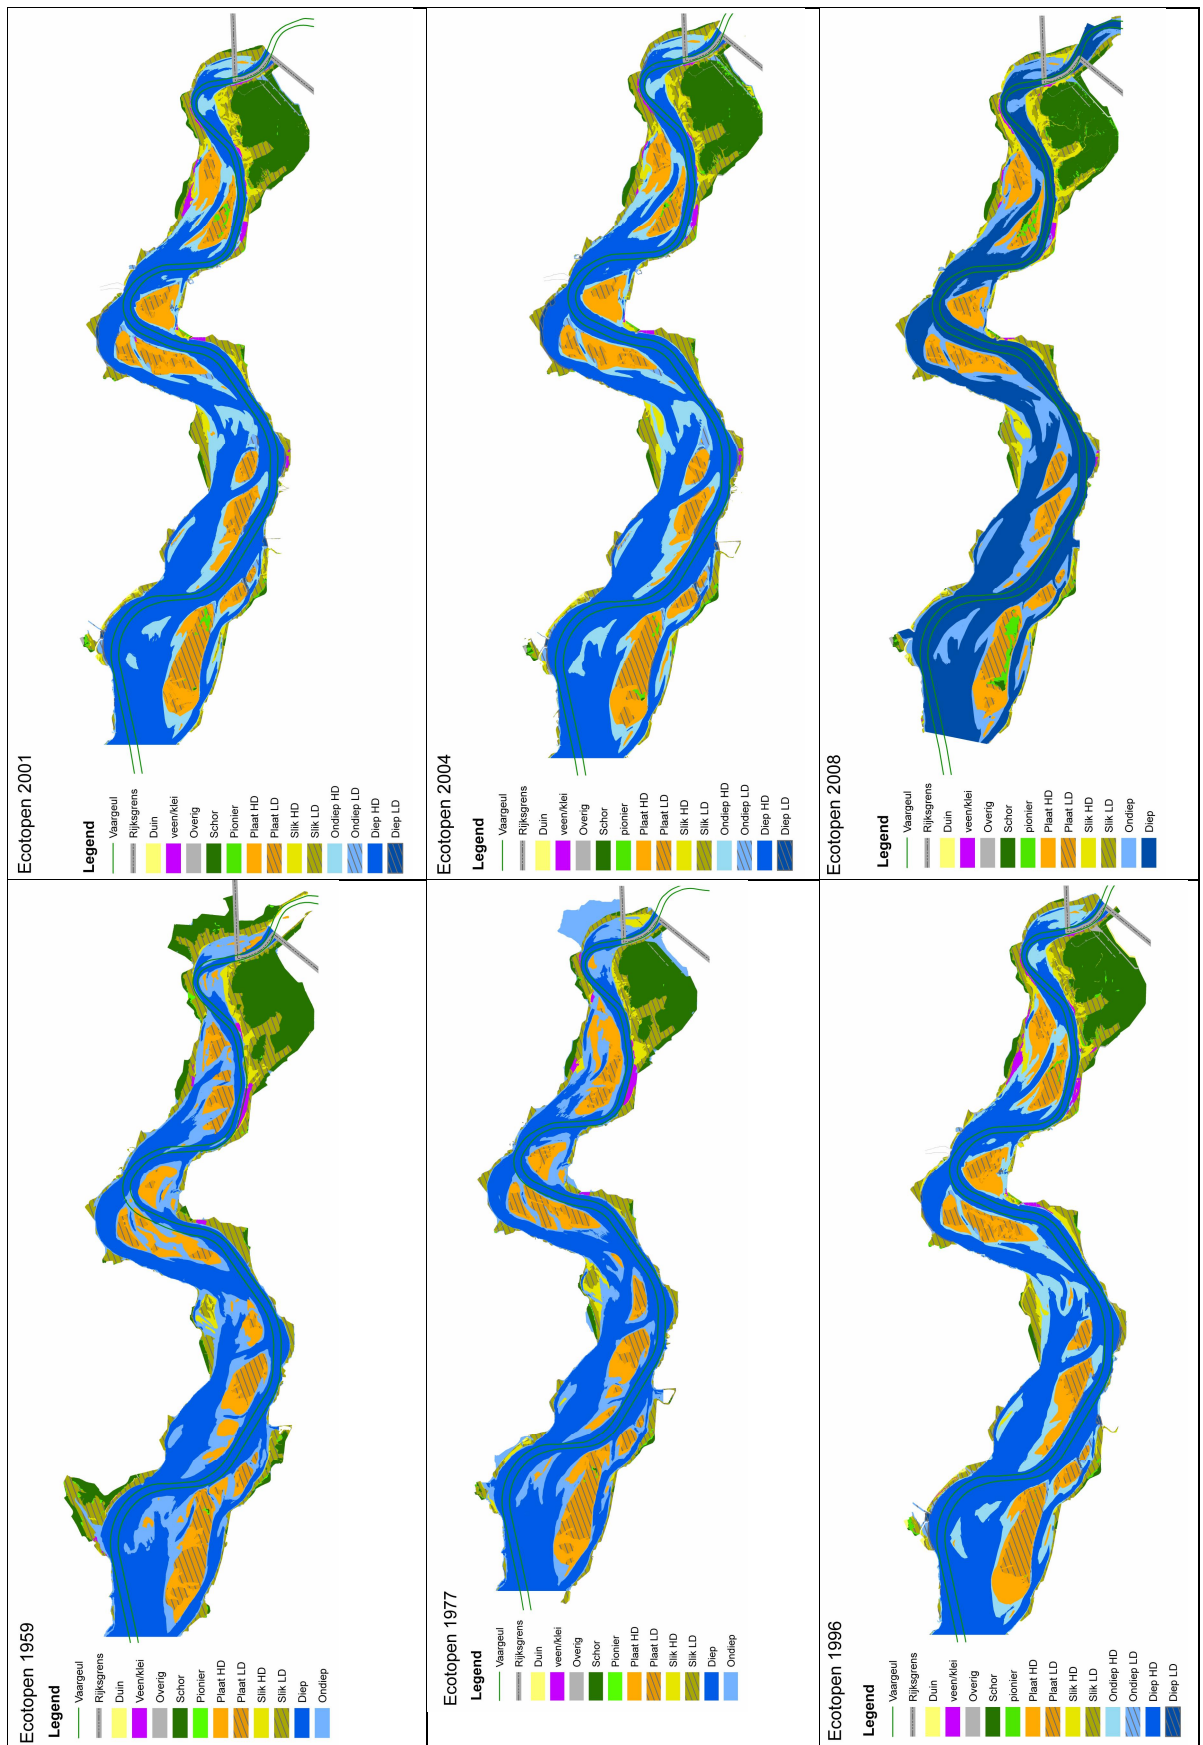 Ecotopen 2001
Legend
Vaargeul
Rijksgrens
Duin
veen/klei
Overig
Schor
Pionier
Plaat HD
Plaat LD
Slik HD
Slik LD
Ondiep HD
Ondiep LD
Diep HD
Diep LD
Ecotopen 2004
Legend
Vaargeul
Rijksgrens
Duin
veen/klei
Overig
Schor
pionier
Plaat HD
Plaat LD
Slik HD
Slik LD
Ondiep HD
Ondiep LD
Diep HD
Diep LD
Ecotopen 2008
Legend
Vaargeul
Rijksgrens
Duin
veen/klei
Overig
Schor
pionier
Plaat HD
Plaat LD
Slik HD
Slik LD
Ondiep
Diep
Ecotopen 1959
Legend
Vaargeul
Rijksgrens
Duin
Veen/klei
Overig
Schor
Pionier
Plaat HD
Plaat LD
Slik HD
Slik LD
Diep
Ondiep
Ecotopen 1977
Legend
Vaargeul
Rijksgrens
Duin
veen/klei
Overig
Schor
Pionier
Plaat HD
Plaat LD
Slik HD
Slik LD
Diep
Ondiep
Ecotopen 1996
Legend
Vaargeul
Rijksgrens
Duin
veen/klei
Overig
Schor
pionier
Plaat HD
Plaat LD
Slik HD
Slik LD
Ondiep HD
Ondiep LD
Diep HD
Diep LD